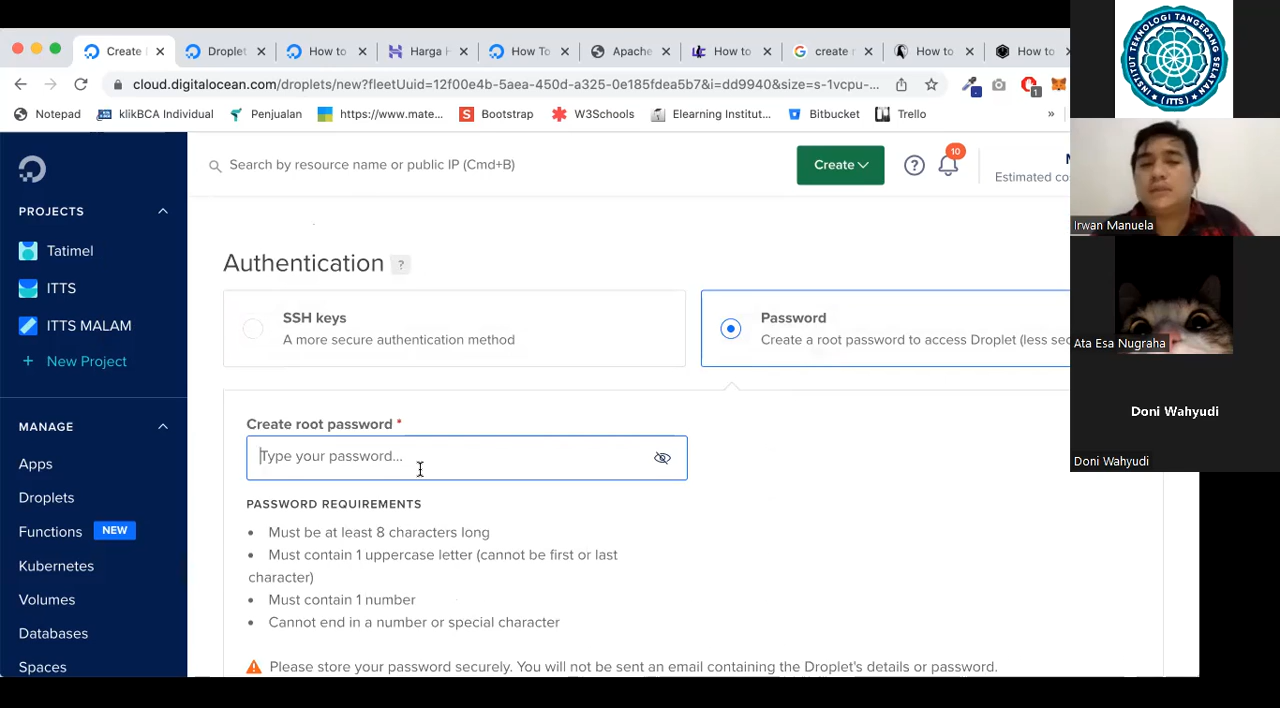 Create
Droplet
How to
Harga H
How To
Apache
How to
create r
How to
How to
cloud.digitalocean.com/droplets/new?fleetUuid=12f00e4b-5aea-450d-a325-0e185fdea5b7&i=dd9940&size=s-1vcpu-...
Notepad
klikBCA Individual
Penjualan
https://www.mate...
Bootstrap
W3Schools
Elearning Institut...
Bitbucket
Trello
»
Search by resource name or public IP (Cmd+B)
Create
10
Estimated co
PROJECTS
Tatimel
ITTS
ITTS MALAM
+ New Project
MANAGE
Apps
Droplets
Functions NEW
Kubernetes
Volumes
Databases
Spaces
Authentication ?
SSH keys
A more secure authentication method
Password
Create a root password to access Droplet (less sec
Create root password *
Type your password...
PASSWORD REQUIREMENTS
• Must be at least 8 characters long
• Must contain 1 uppercase letter (cannot be first or last
character)
• Must contain 1 number
• Cannot end in a number or special character
Please store your password securely. You will not be sent an email containing the Droplet's details or password.
INSTITUT TEKNOLOGI TANGERANG SELATAN
(ITTS)
Irwan Manuela
Ata Esa Nugraha
Doni Wahyudi
Doni Wahyudi